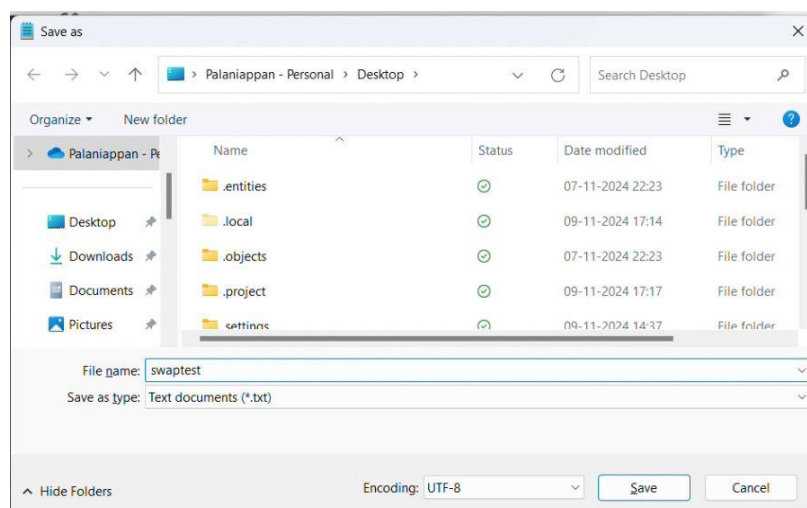 Save as
Palaniappan - Personal > Desktop >
Search Desktop
Organize
New folder
Palaniappan - Pe
Name Status Date modified Type
.entities 07-11-2024 22:23 File folder
Desktop
.local 09-11-2024 17:14 File folder
Downloads
.objects 07-11-2024 22:23 File folder
Documents
.project 09-11-2024 17:17 File folder
Pictures
.settings 09-11-2024 14:37 File folder
File name: swaptest
Save as type: Text documents (*.txt)
Hide Folders
Encoding: UTF-8
Save
Cancel